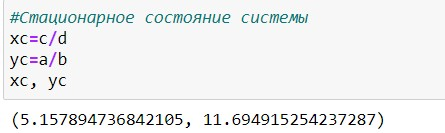 #Стационарное состояние системы
xc=c/d
yc=a/b
xc, yc
(5.157894736842105, 11.694915254237287)